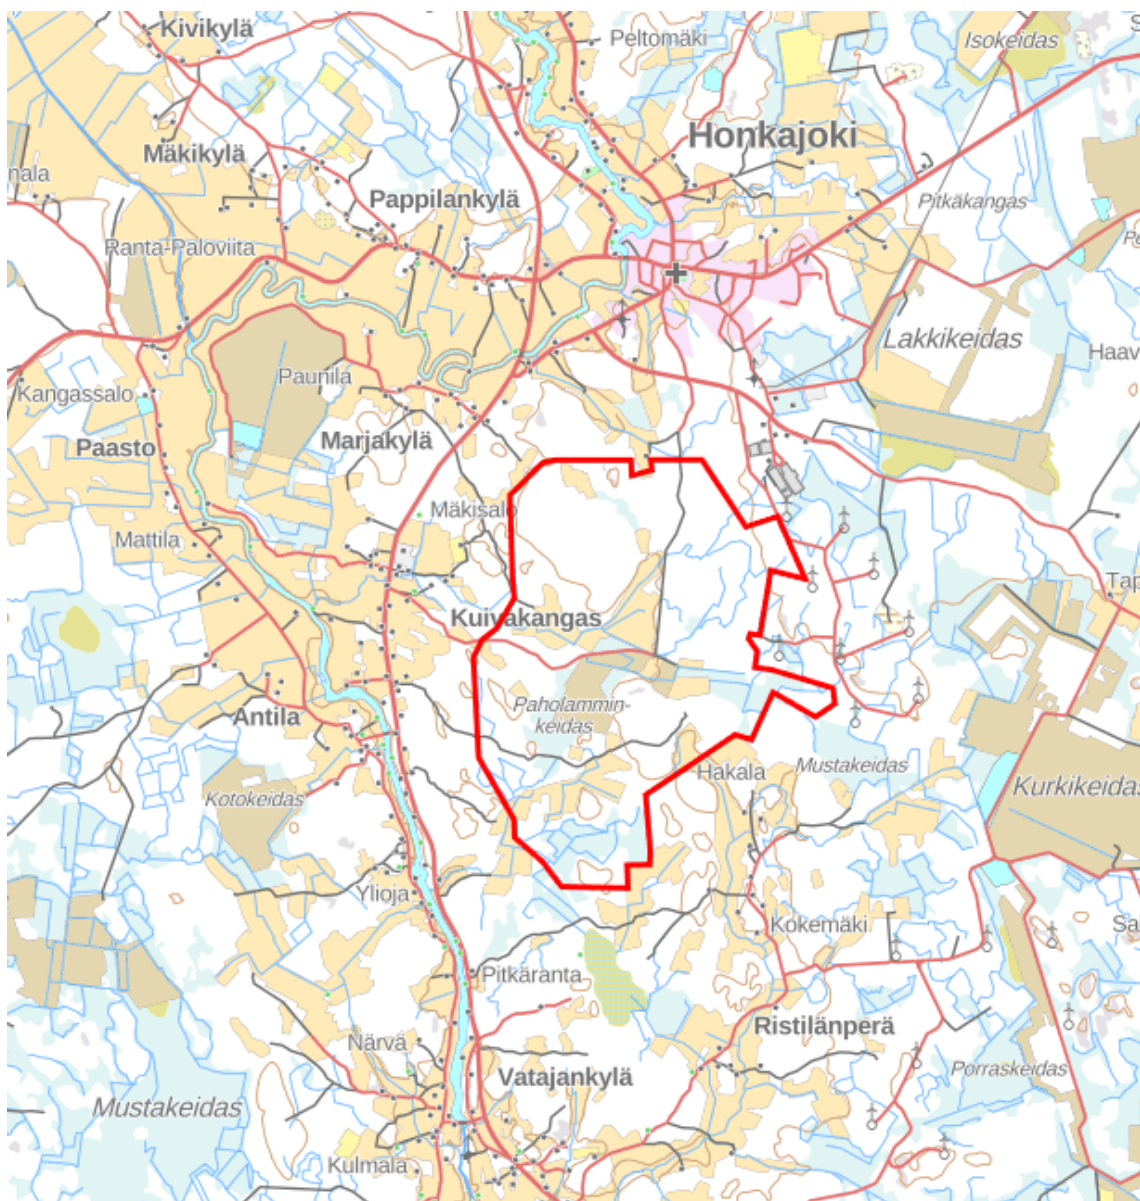 Kivikylä
Peltomäki
Isokeidas
Honkajoki
Mäkikylä
nala
Pappilankylä
Pitkäkangas
Ranta-Paloviita
Lakkikeidas
Haav
Paunila
Kangassalo
Marjakylä
Paasto
Mäkisalo
Mattila
Tap
Kuivakangas
Paholammin-
keidas
Antila
Hakala
Mustakeidas
Kurkikeidas
Kotokeidas
Ylioja
Kokemäki
Sa
Pitkäranta
Ristilänperä
Närvä
Porraskeidas
Vatajankylä
Mustakeidas
Kulmala